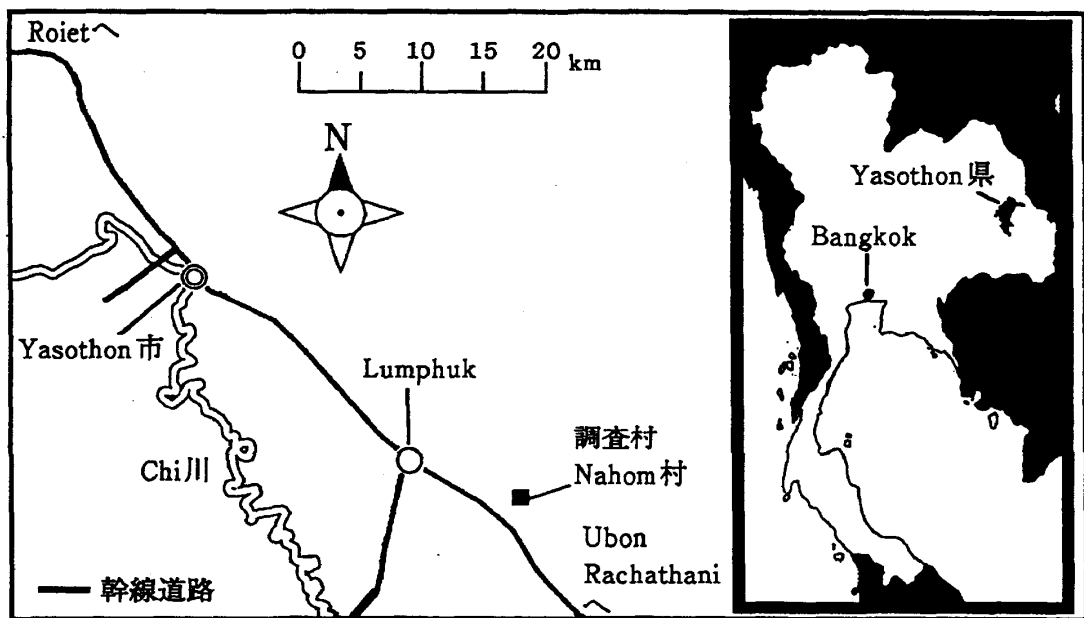 Roietへ
0 5 10 15 20 km
N
Yasothon市
Lumphuk
Chi川
調査村
Nahom村
Ubon
Rachathani
へ
幹線道路
Yasothon県
Bangkok